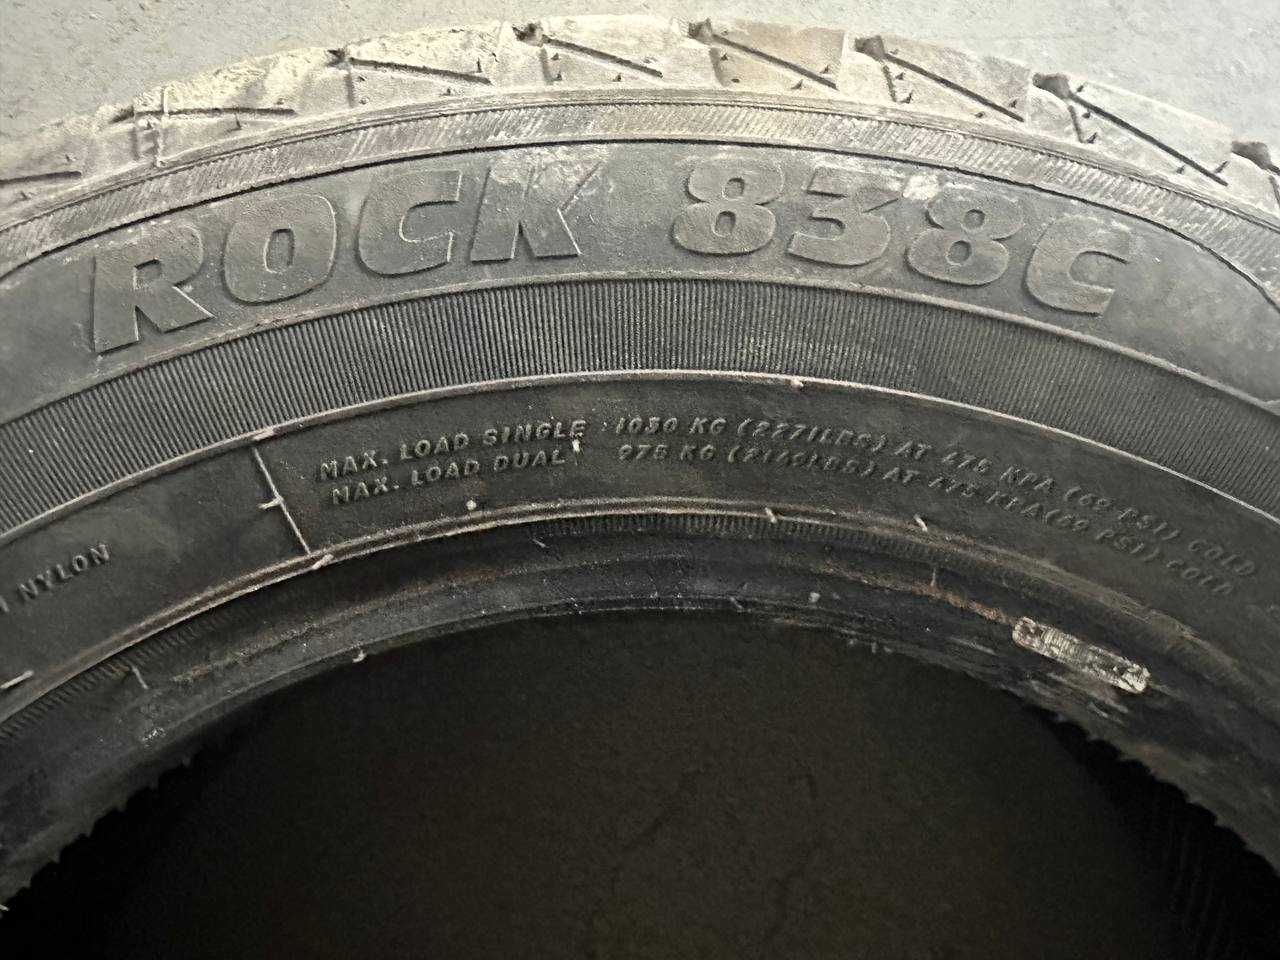 ROCK 838C
MAX. LOAD SINGLE : 1030 KG (2271LBS) AT 475 KPA (69 PSI) COLD
MAX. LOAD DUAL : 975 KG (2149LBS) AT 475 KPA (69 PSI) COLD
NYLON